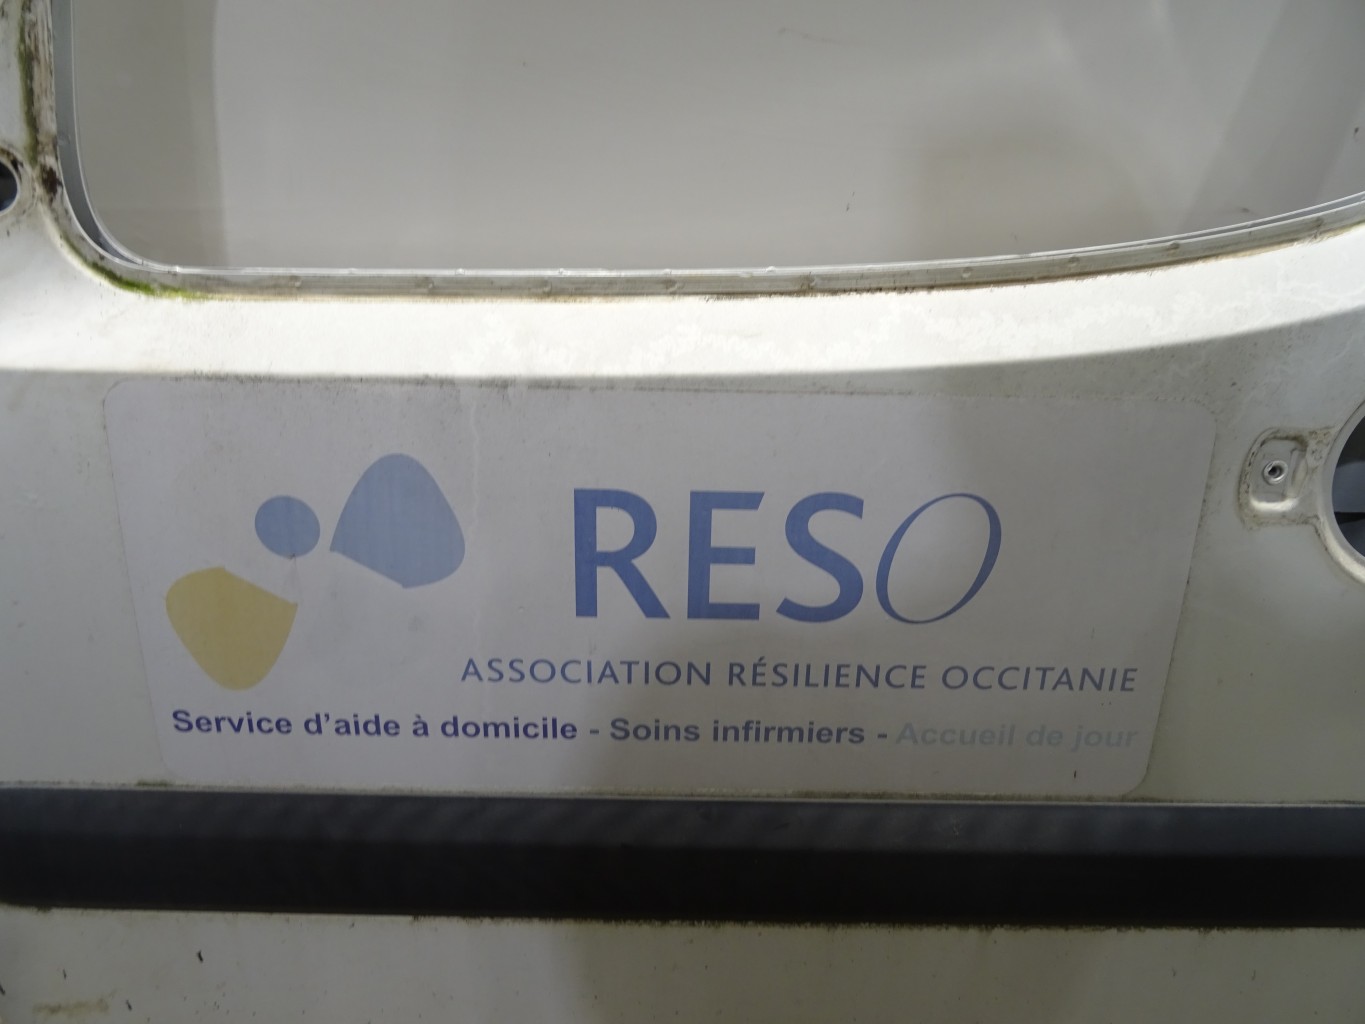 RESO
ASSOCIATION RÉSILIENCE OCCITANIE
Service d'aide à domicile - Soins infirmiers - Accueil de jour